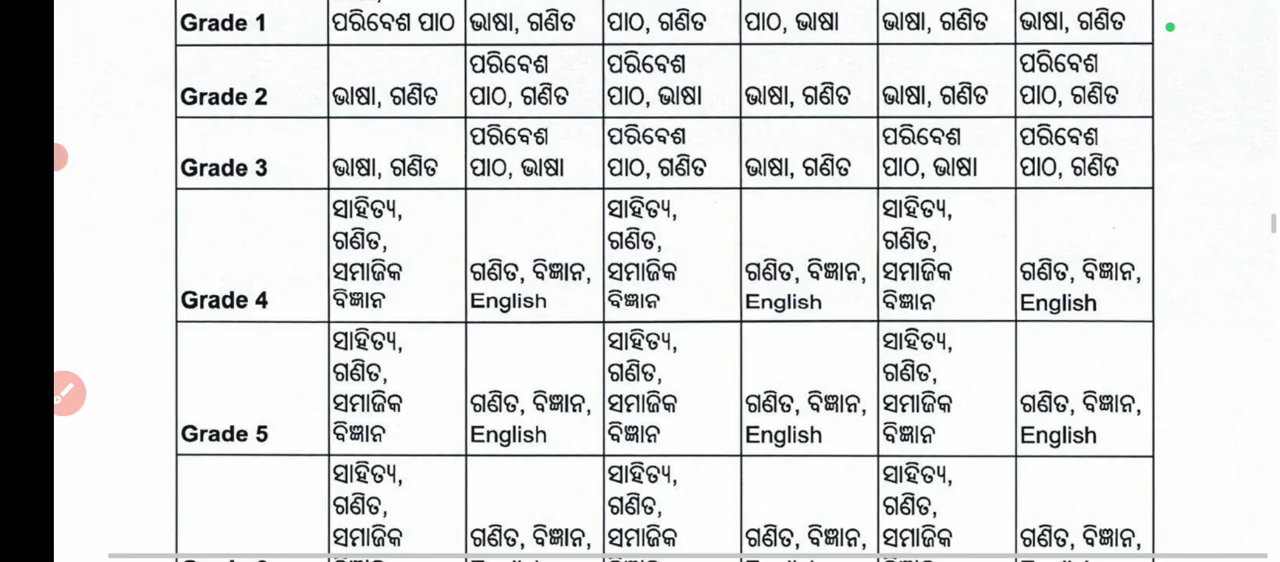 Grade 1 ପରିବେଶ ପାଠ ଭାଷା, ଗଣିତ ପାଠ, ଗଣିତ ପାଠ, ଭାଷା ଭାଷା, ଗଣିତ ଭାଷା, ଗଣିତ
ପରିବେଶ ପରିବେଶ ପରିବେଶ
Grade 2 ଭାଷା, ଗଣିତ ପାଠ, ଗଣିତ ପାଠ, ଭାଷା ଭାଷା, ଗଣିତ ଭାଷା, ଗଣିତ ପାଠ, ଗଣିତ
ପରିବେଶ ପରିବେଶ ପରିବେଶ ପରିବେଶ
Grade 3 ଭାଷା, ଗଣିତ ପାଠ, ଭାଷା ପାଠ, ଗଣିତ ଭାଷା, ଗଣିତ ପାଠ, ଭାଷା ପାଠ, ଗଣିତ
ସାହିତ୍ୟ, ସାହିତ୍ୟ, ସାହିତ୍ୟ,
ଗଣିତ, ଗଣିତ, ଗଣିତ,
ସମାଜିକ ଗଣିତ, ବିଜ୍ଞାନ, ସମାଜିକ ଗଣିତ, ବିଜ୍ଞାନ, ସମାଜିକ ଗଣିତ, ବିଜ୍ଞାନ,
Grade 4 ବିଜ୍ଞାନ English ବିଜ୍ଞାନ English ବିଜ୍ଞାନ English
ସାହିତ୍ୟ, ସାହିତ୍ୟ, ସାହିତ୍ୟ,
ଗଣିତ, ଗଣିତ, ଗଣିତ,
ସମାଜିକ ଗଣିତ, ବିଜ୍ଞାନ, ସମାଜିକ ଗଣିତ, ବିଜ୍ଞାନ, ସମାଜିକ ଗଣିତ, ବିଜ୍ଞାନ,
Grade 5 ବିଜ୍ଞାନ English ବିଜ୍ଞାନ English ବିଜ୍ଞାନ English
ସାହିତ୍ୟ, ସାହିତ୍ୟ, ସାହିତ୍ୟ,
ଗଣିତ, ଗଣିତ, ଗଣିତ,
ସମାଜିକ ଗଣିତ, ବିଜ୍ଞାନ, ସମାଜିକ ଗଣିତ, ବିଜ୍ଞାନ, ସମାଜିକ ଗଣିତ, ବିଜ୍ଞାନ,